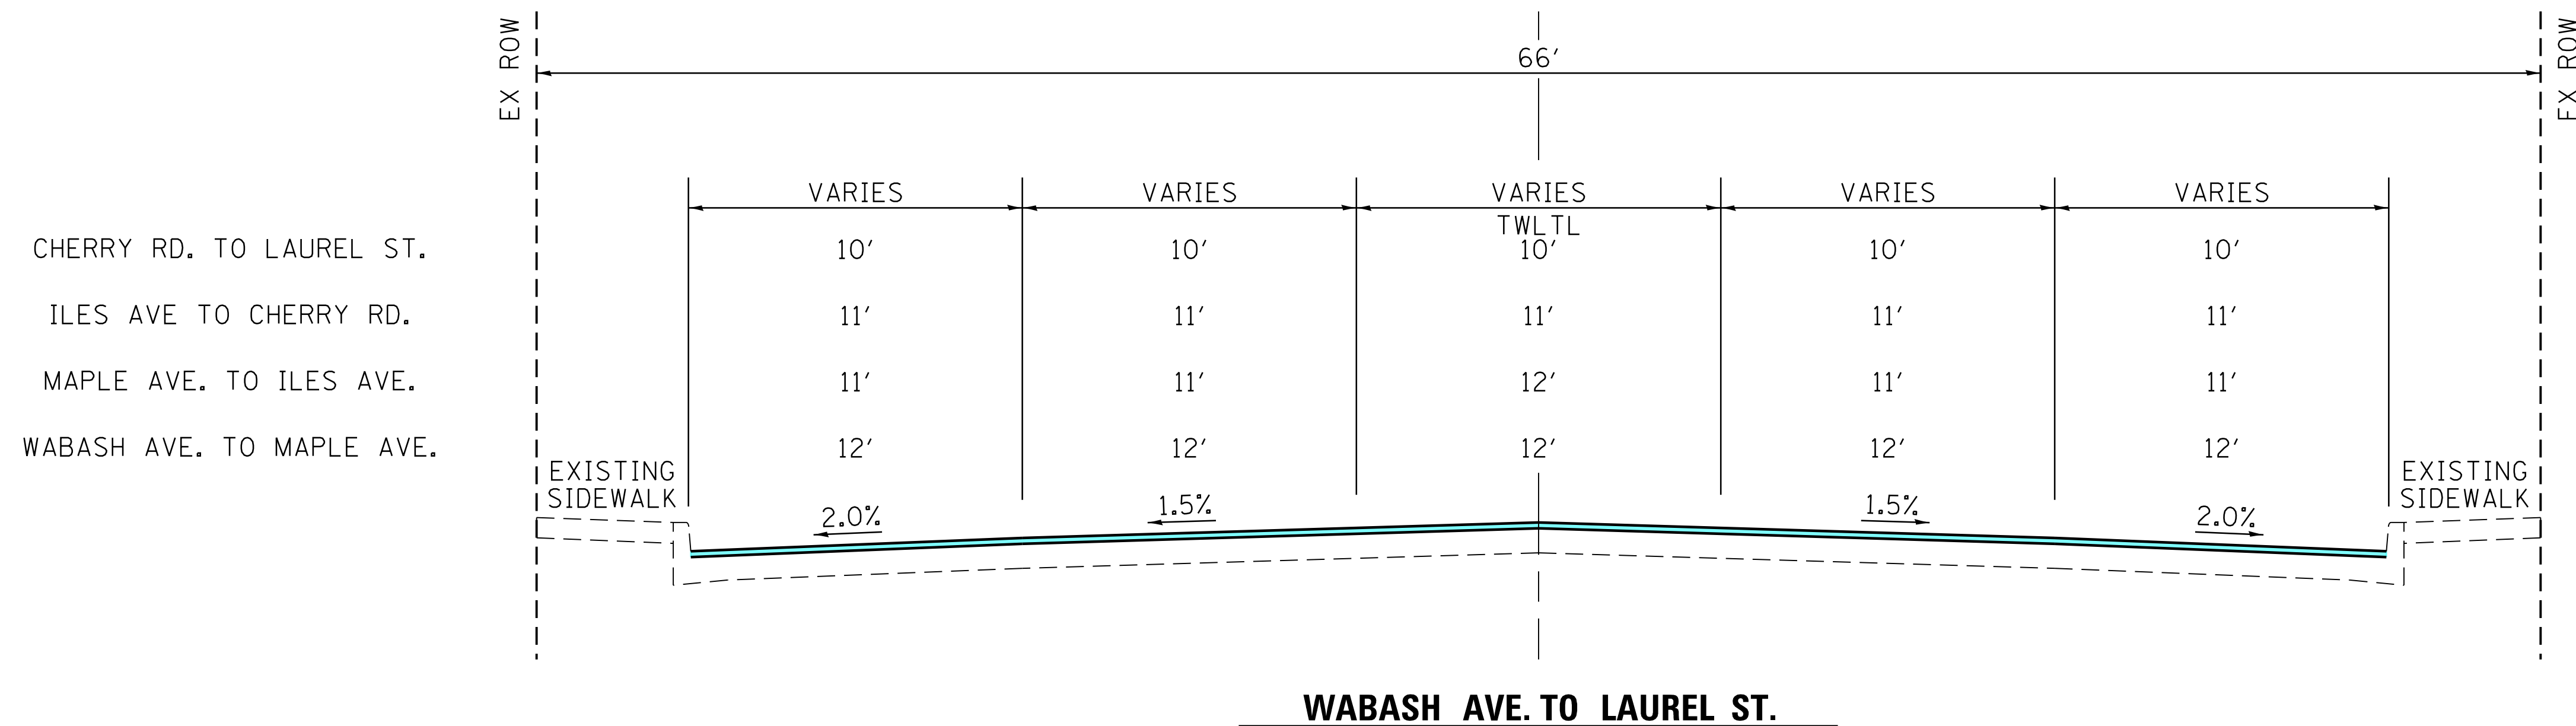 EX ROW
66′
EX ROW
VARIES VARIES VARIES VARIES VARIES
TWLTL
CHERRY RD. TO LAUREL ST. 10′ 10′ 10′ 10′ 10′
ILES AVE TO CHERRY RD. 11′ 11′ 11′ 11′ 11′
MAPLE AVE. TO ILES AVE. 11′ 11′ 12′ 11′ 11′
WABASH AVE. TO MAPLE AVE. 12′ 12′ 12′ 12′ 12′
EXISTING
SIDEWALK
2.0% 1.5% 1.5% 2.0%
EXISTING
SIDEWALK
WABASH AVE. TO LAUREL ST.